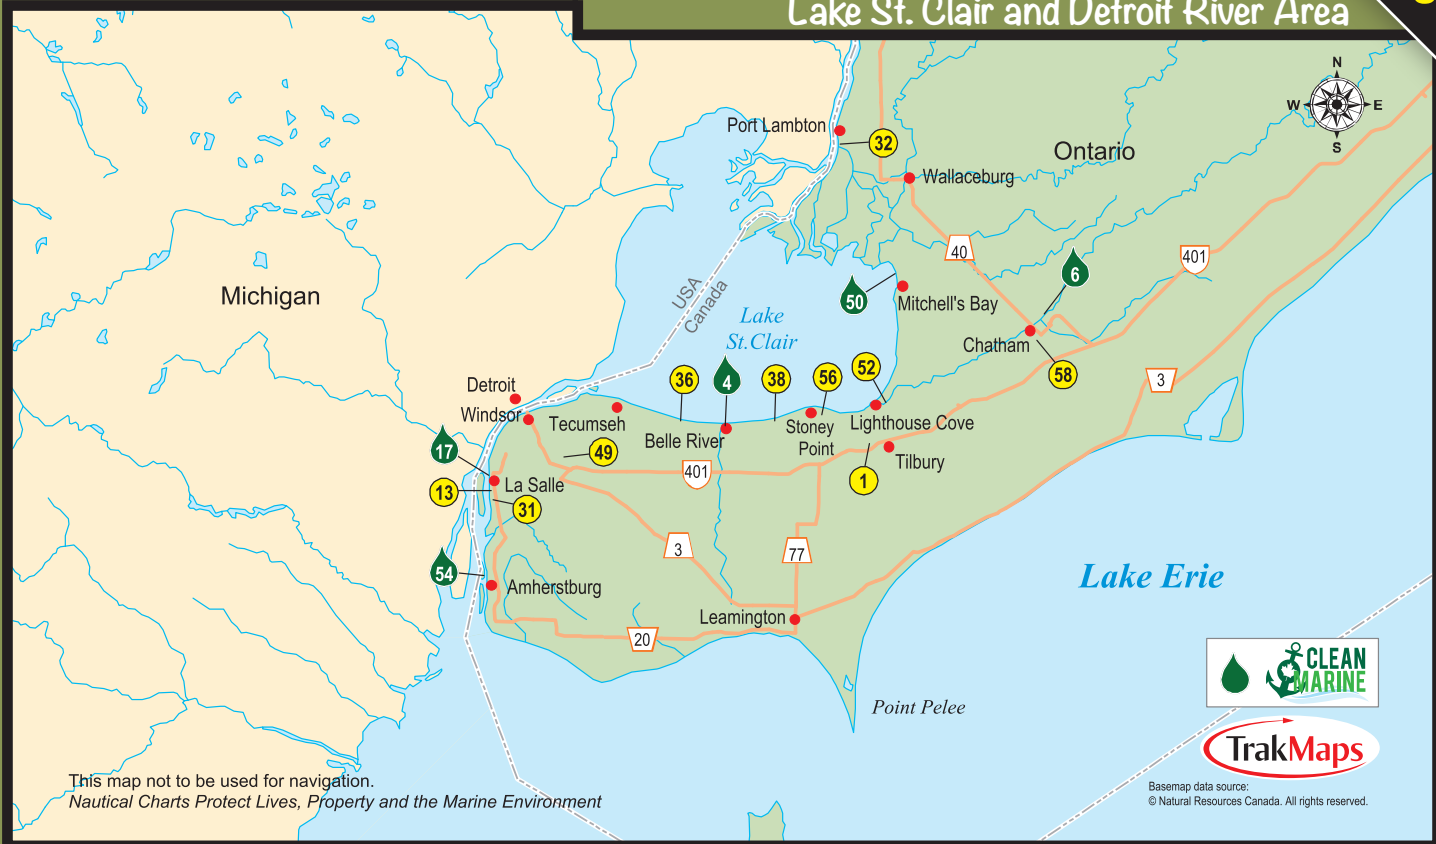 Lake St. Clair and Detroit River Area
N
W
E
S
Port Lambton
32
Ontario
Wallaceburg
40
401
6
Michigan
USA
Canada
50
Mitchell's Bay
Lake
St.Clair
Chatham
58
3
36
4
38
56
52
Detroit
Windsor
Tecumseh
Belle River
Stoney
Point
Lighthouse Cove
17
49
401
Tilbury
1
La Salle
13
31
3
77
54
Amherstburg
Lake Erie
Leamington
20
Point Pelee
CLEAN
MARINE
TrakMaps
This map not to be used for navigation.
Nautical Charts Protect Lives, Property and the Marine Environment
Basemap data source:
© Natural Resources Canada. All rights reserved.